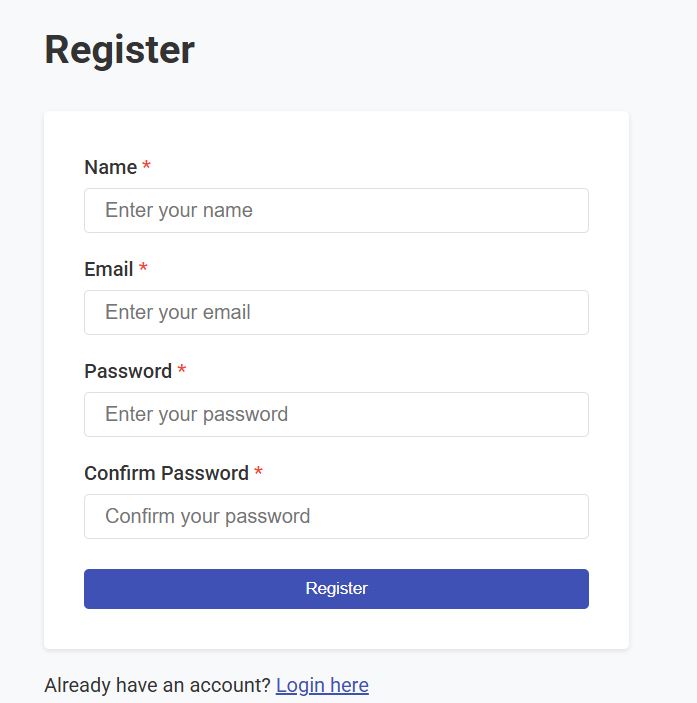 Register
Name *
Enter your name
Email *
Enter your email
Password *
Enter your password
Confirm Password *
Confirm your password
Register
Already have an account? Login here